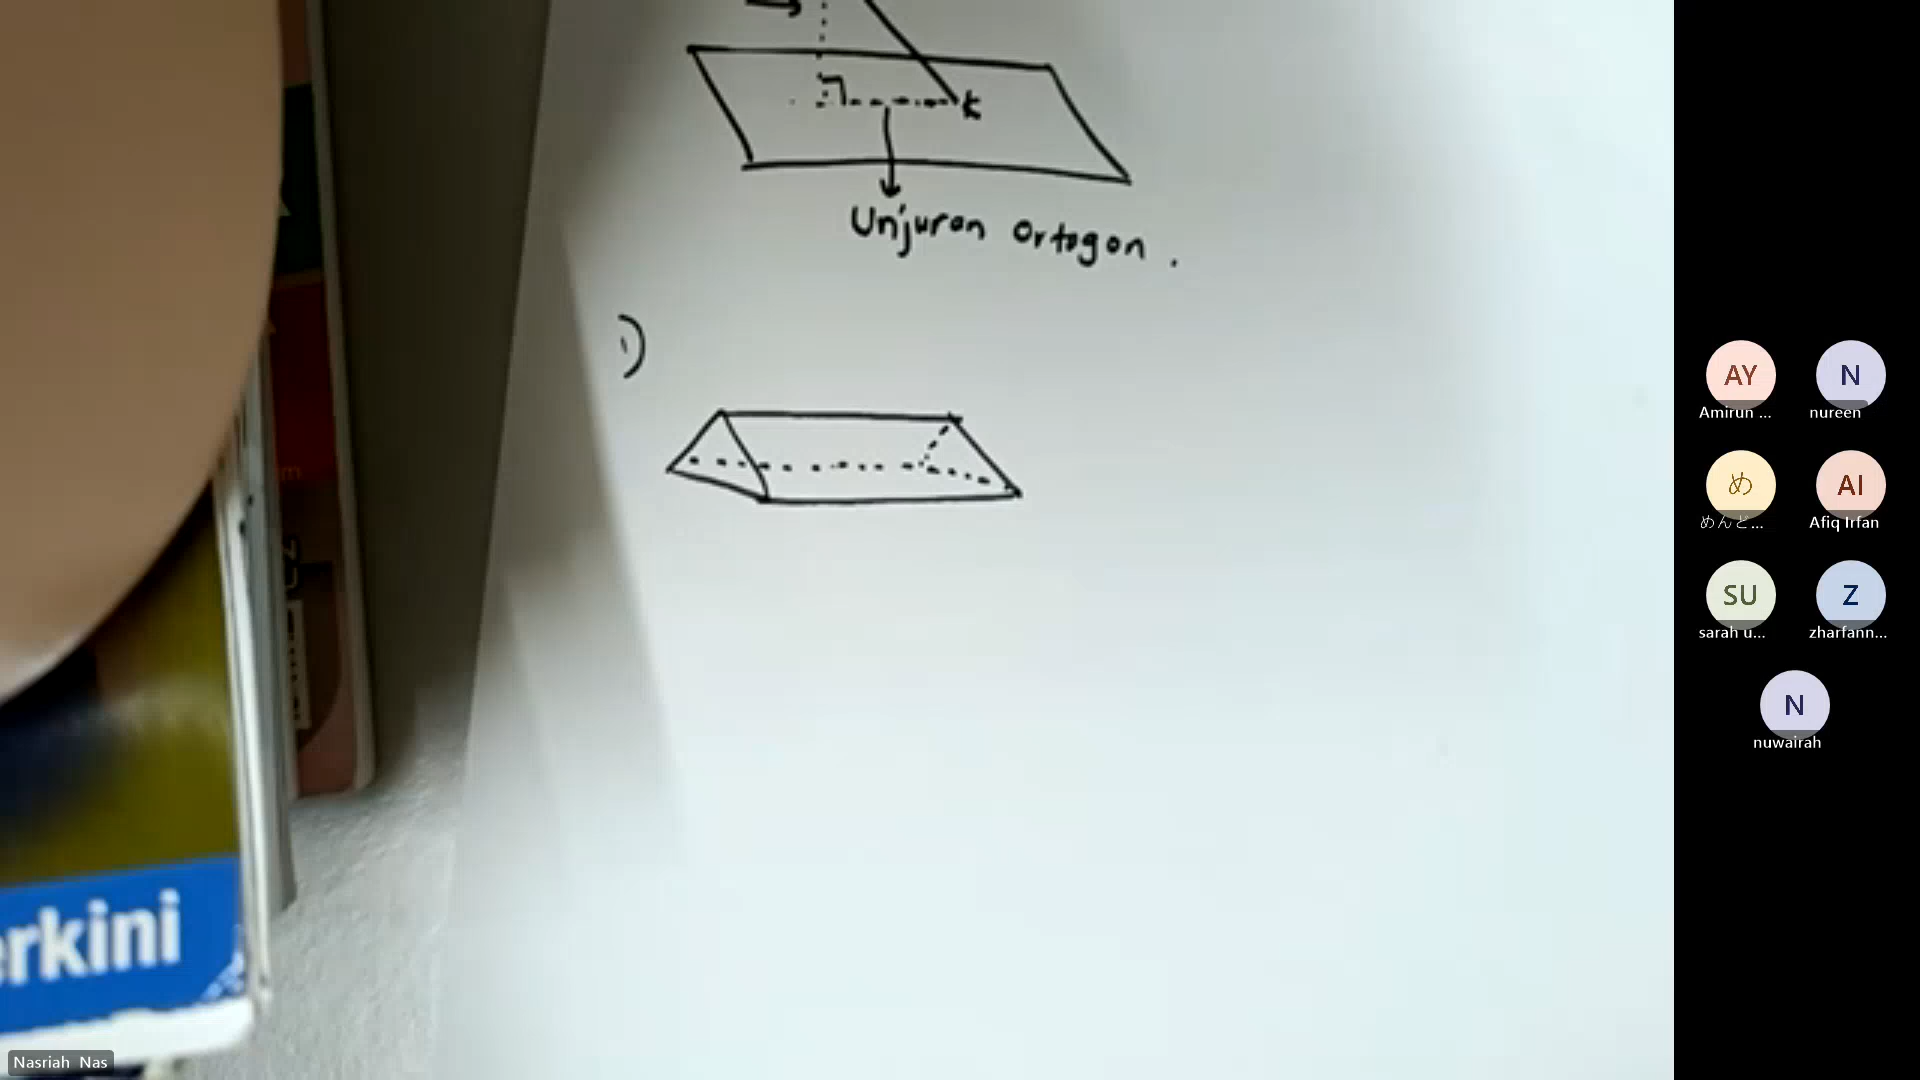 k
Unjuran Ortogon .
1)
erkini
AY
N
Amirun ...
nureen
め
AI
めんど...
Afiq Irfan
SU
Z
sarah u...
zharfann...
N
nuwairah
Nasriah Nas